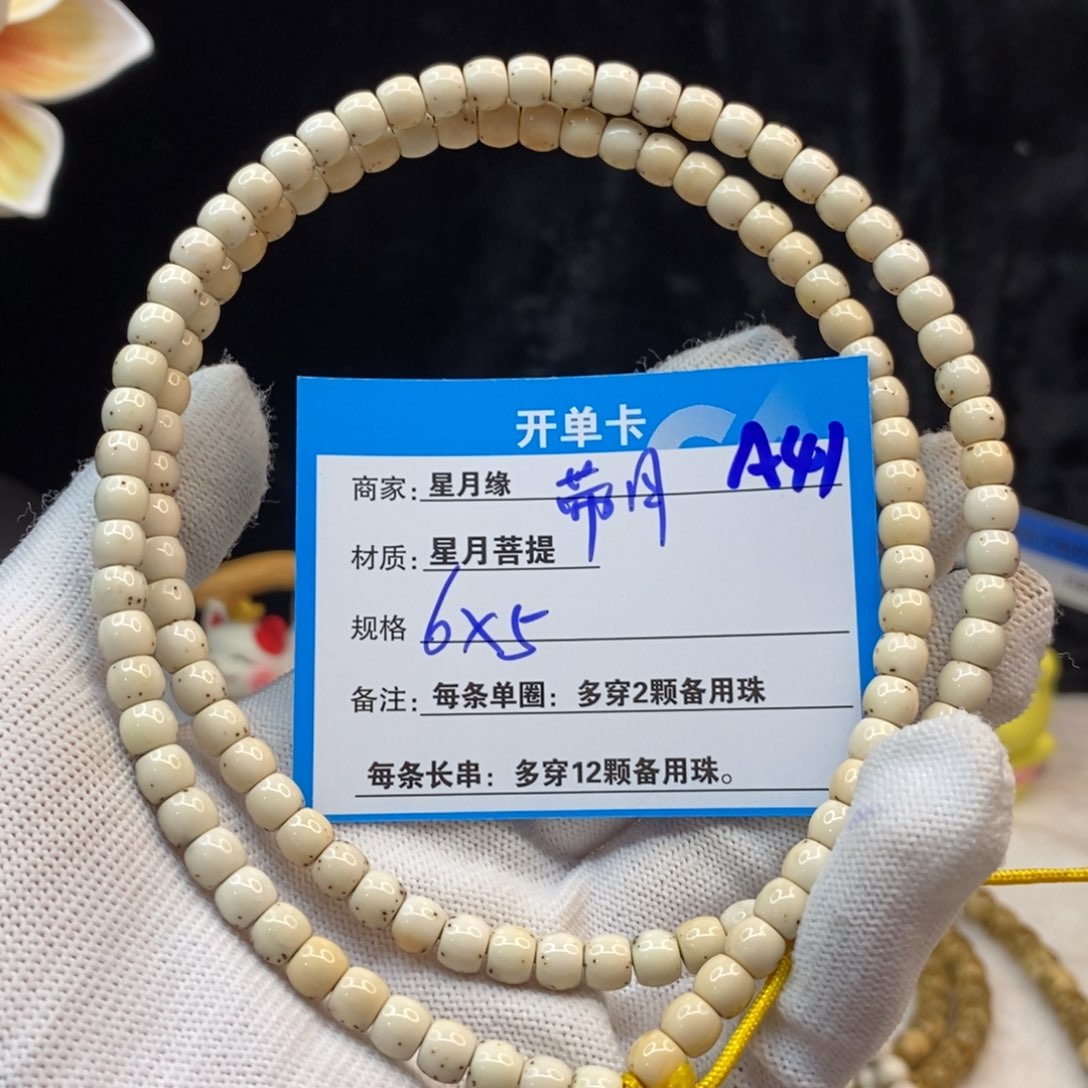 开单卡
商家：星月缘 带月 A41
材质：星月菩提
规格 6X5
备注：每条单圈：多穿2颗备用珠
每条长串：多穿12颗备用珠。